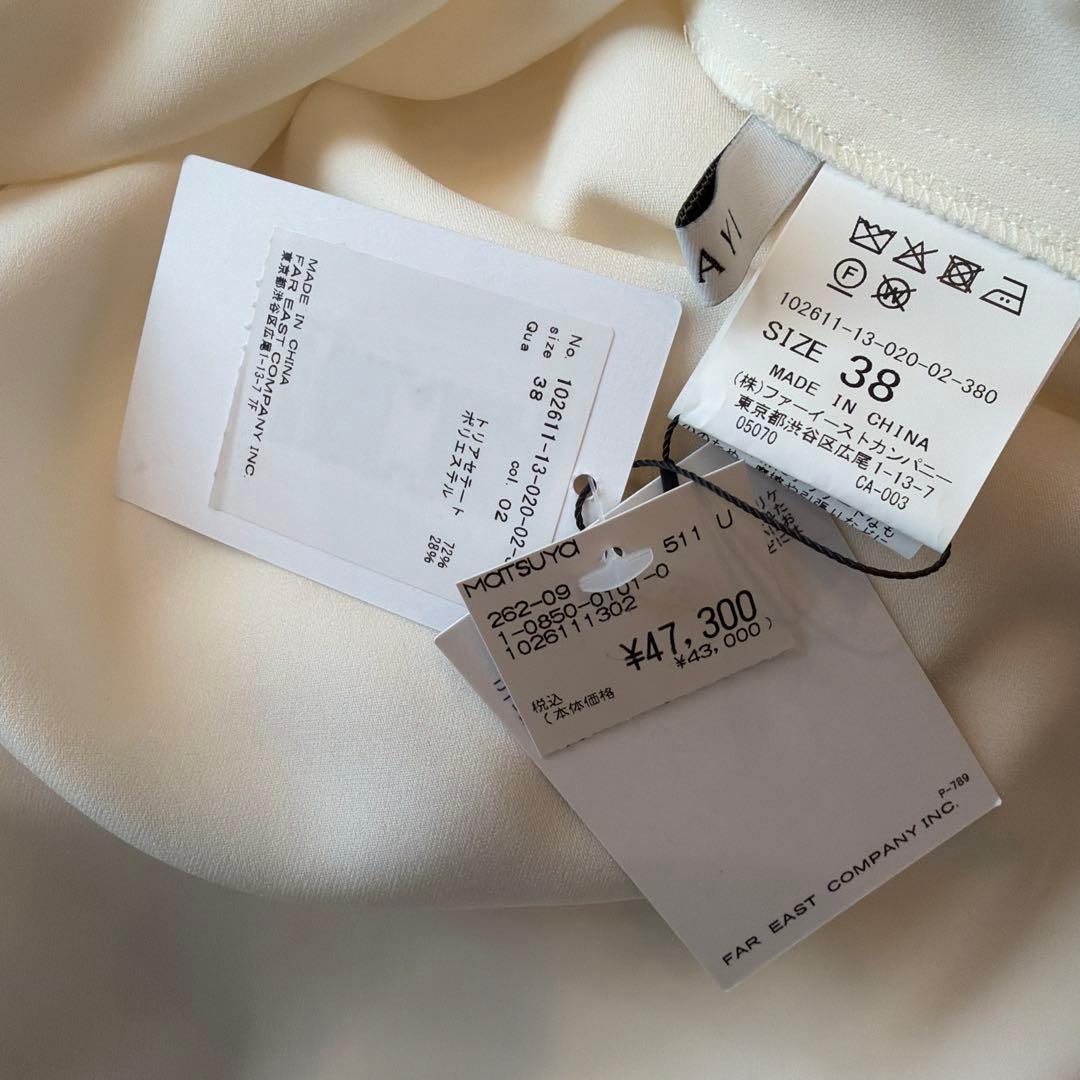 MADE IN CHINA
FAR EAST COMPANY INC.
東京都渋谷区広尾1-13-7 7F
No. 102611-13-020-02-
size 38 col. 02
Qua
トリアセテート 72%
ポリエステル 28%
102611-13-020-02-380
SIZE 38
MADE IN CHINA
(株)ファーイーストカンパニー
東京都渋谷区広尾1-13-7
05070 CA-003
MATSUYA 511 U
262-09
1-0850-0101-0
1026111302
¥47,300
¥43,000)
税込
(本体価格
P-789
FAR EAST COMPANY INC.